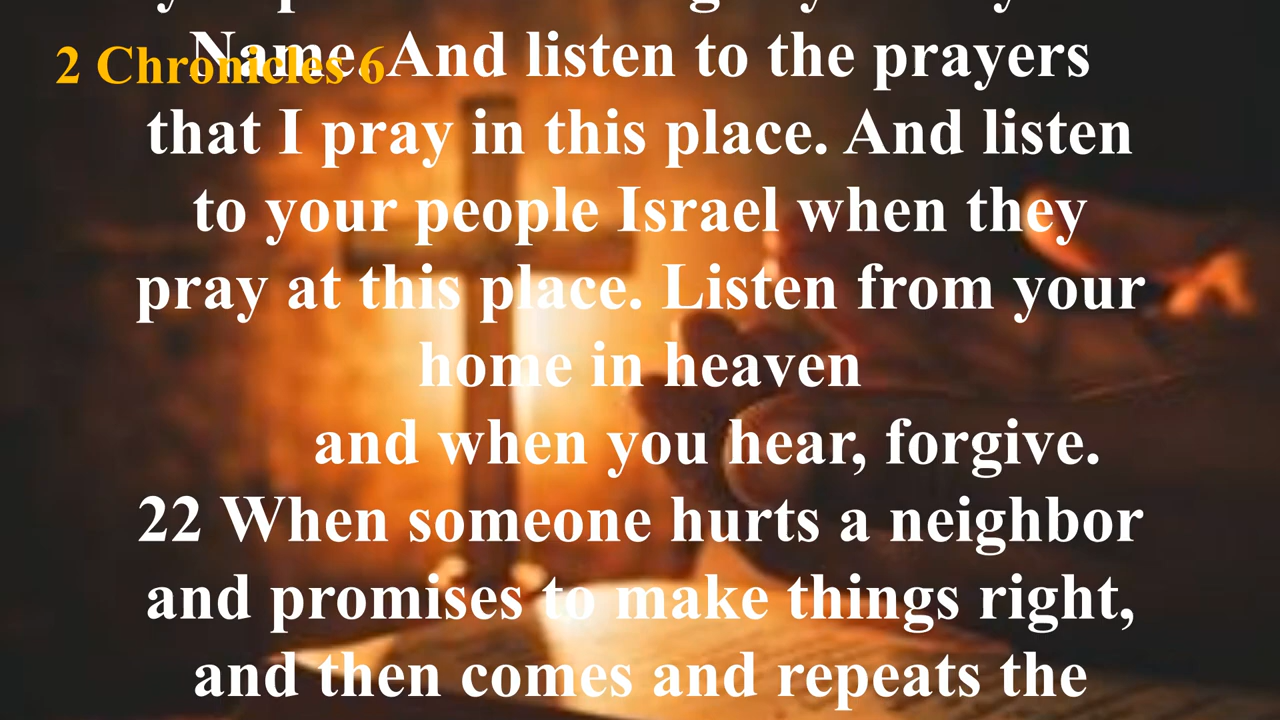 2 Chronicles 6
Name. And listen to the prayers
that I pray in this place. And listen
to your people Israel when they
pray at this place. Listen from your
home in heaven
and when you hear, forgive.
22 When someone hurts a neighbor
and promises to make things right,
and then comes and repeats the